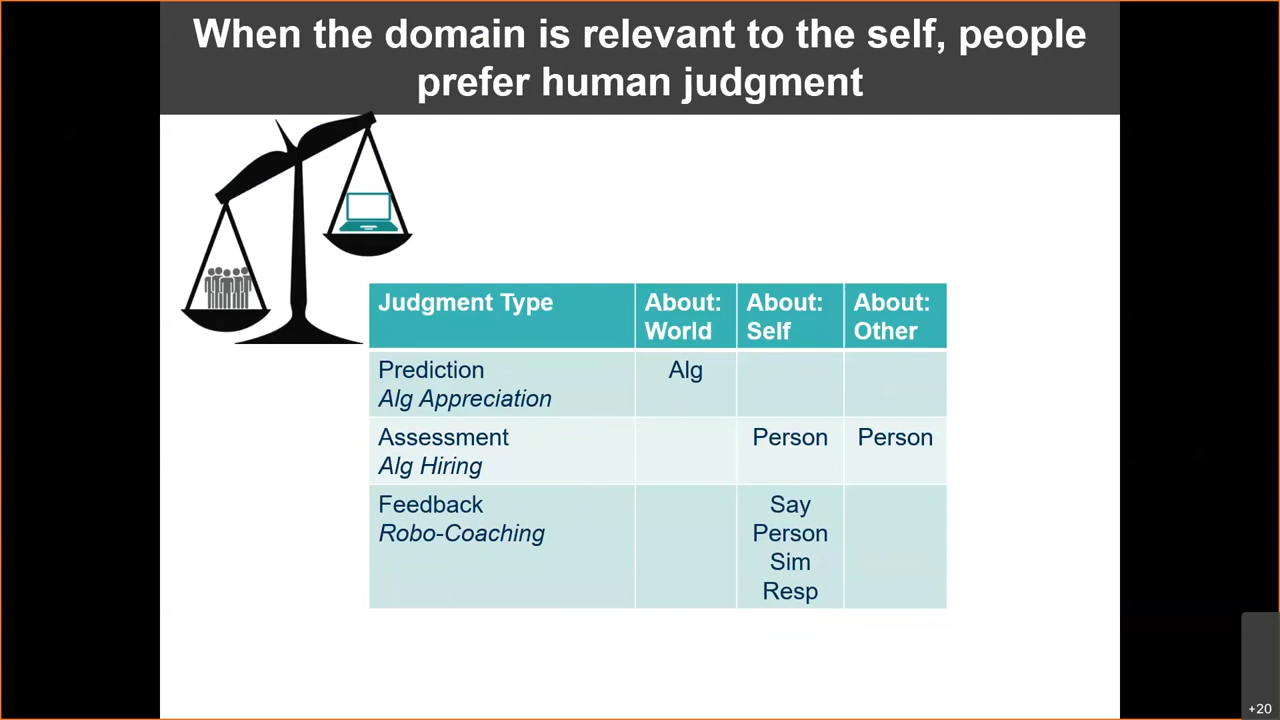 When the domain is relevant to the self, people
prefer human judgment
Judgment Type
About:
World
About:
Self
About:
Other
Prediction
Alg Appreciation
Alg
Assessment
Alg Hiring
Person
Person
Feedback
Robo-Coaching
Say
Person
Sim
Resp
+20